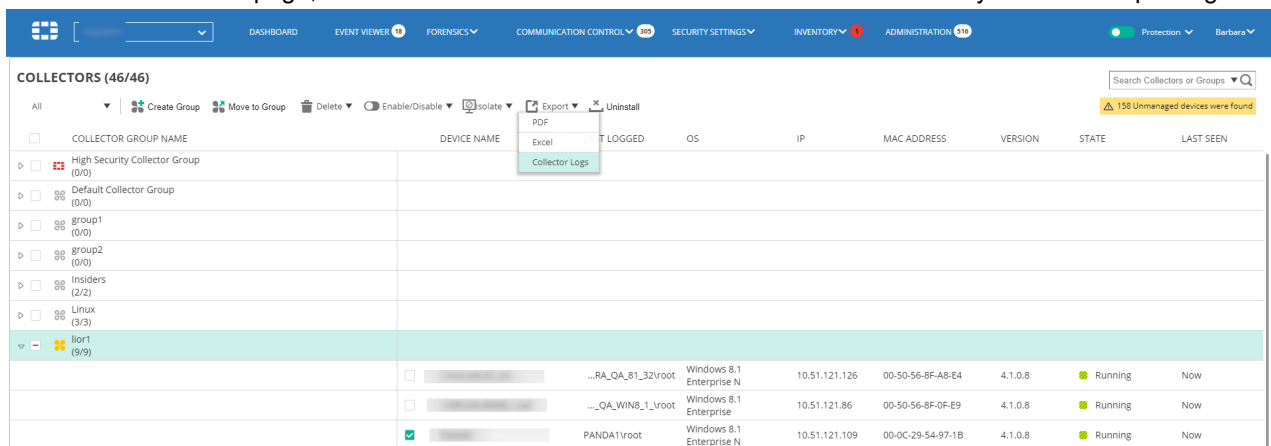 DASHBOARD EVENT VIEWER 18 FORENSICS COMMUNICATION CONTROL 305 SECURITY SETTINGS INVENTORY 1 ADMINISTRATION 516 Protection Barbara
COLLECTORS (46/46)
Search Collectors or Groups
All Create Group Move to Group Delete Enable/Disable Isolate Export Uninstall
158 Unmanaged devices were found
PDF
Excel
Collector Logs
COLLECTOR GROUP NAME DEVICE NAME LOGGED OS IP MAC ADDRESS VERSION STATE LAST SEEN
High Security Collector Group
(0/0)
Default Collector Group
(0/0)
group1
(0/0)
group2
(0/0)
Insiders
(2/2)
Linux
(3/3)
lior1
(9/9)
...RA_QA_81_32\root Windows 8.1 Enterprise N 10.51.121.126 00-50-56-8F-A8-E4 4.1.0.8 Running Now
..._QA_WIN8_1_\root Windows 8.1 Enterprise 10.51.121.86 00-50-56-8F-0F-E9 4.1.0.8 Running Now
PANDA1\root Windows 8.1 Enterprise N 10.51.121.109 00-0C-29-54-97-1B 4.1.0.8 Running Now